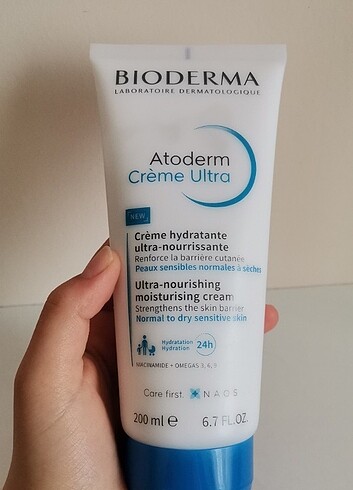 BIODERMA
LABORATOIRE DERMATOLOGIQUE
Atoderm
Crème Ultra
NEW
Crème hydratante
ultra-nourrissante
Renforce la barrière cutanée
Peaux sensibles normales à sèches
Ultra-nourishing
moisturising cream
Strengthens the skin barrier
Normal to dry sensitive skin
Hydratation
Hydration
24h
NIACINAMIDE + OMEGAS 3, 6, 9
Care first. NAOS
200 ml ℮ 6.7 FL.OZ.